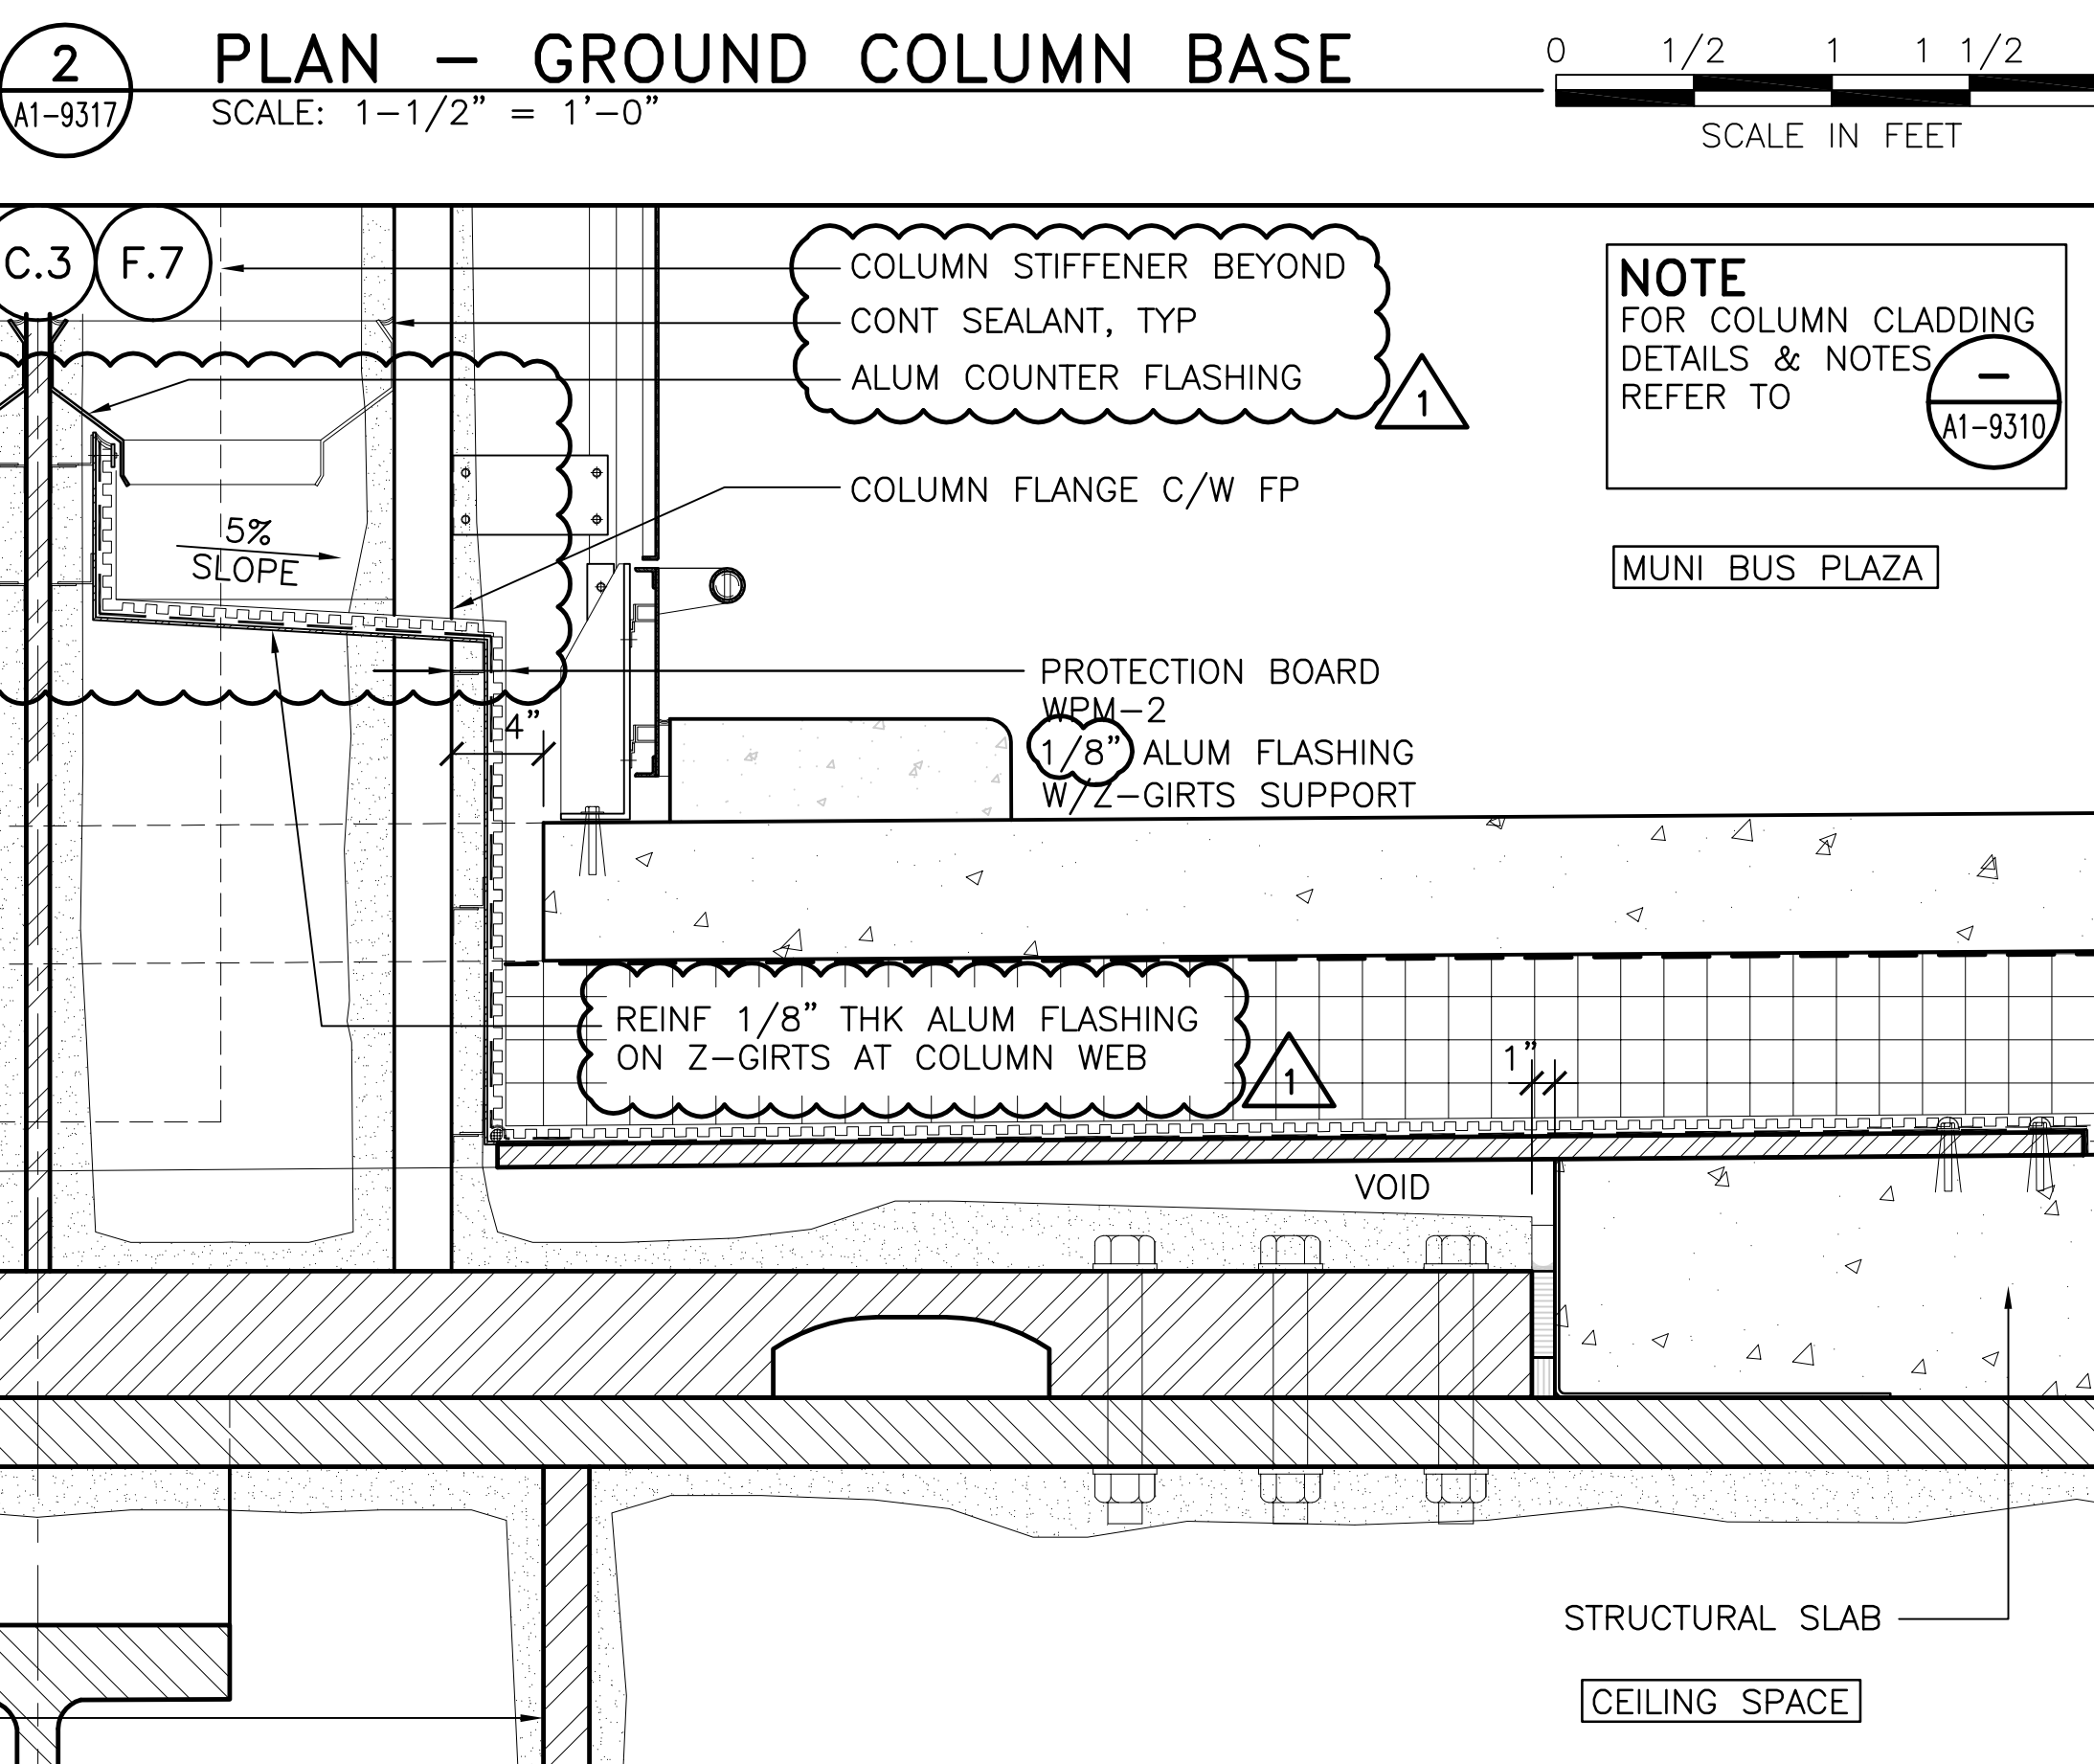 2
A1-9317
PLAN – GROUND COLUMN BASE
SCALE: 1-1/2" = 1'-0"
0 1/2 1 1 1/2
SCALE IN FEET
C.3
F.7
COLUMN STIFFENER BEYOND
CONT SEALANT, TYP
ALUM COUNTER FLASHING
1
NOTE
FOR COLUMN CLADDING
DETAILS & NOTES
REFER TO
–
A1-9310
COLUMN FLANGE C/W FP
5%
SLOPE
MUNI BUS PLAZA
PROTECTION BOARD
WPM-2
1/8" ALUM FLASHING
W/Z-GIRTS SUPPORT
4"
REINF 1/8" THK ALUM FLASHING
ON Z-GIRTS AT COLUMN WEB
1
1"
VOID
STRUCTURAL SLAB
CEILING SPACE